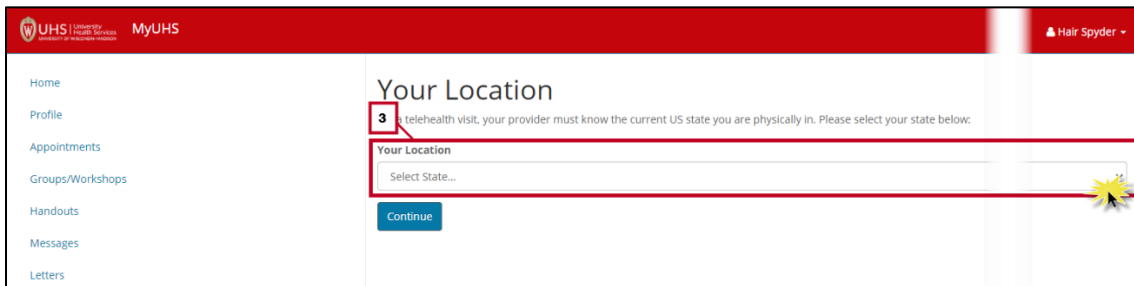 UHS University Health Services MyUHS Hair Spyder
UNIVERSITY OF WISCONSIN-MADISON
Home
Profile
Appointments
Groups/Workshops
Handouts
Messages
Letters
Your Location
3 a telehealth visit, your provider must know the current US state you are physically in. Please select your state below:
Your Location
Select State...
Continue